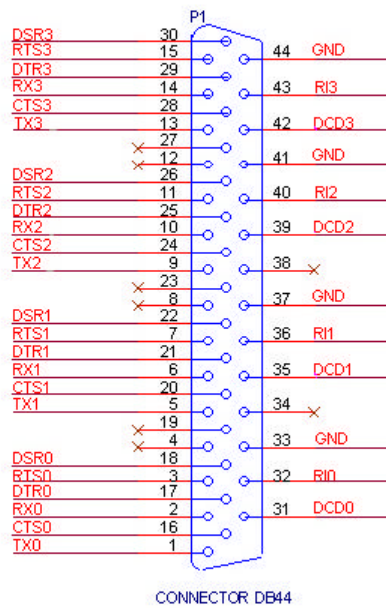 P1
DSR3 30
RTS3 15 44 GND
DTR3 29
RX3 14 43 RI3
CTS3 28
TX3 13 42 DCD3
27
12 41 GND
DSR2 26
RTS2 11 40 RI2
DTR2 25
RX2 10 39 DCD2
CTS2 24
TX2 9 38
23
8 37 GND
DSR1 22
RTS1 7 36 RI1
DTR1 21
RX1 6 35 DCD1
CTS1 20
TX1 5 34
19
4 33 GND
DSR0 18
RTS0 3 32 RI0
DTR0 17
RX0 2 31 DCD0
CTS0 16
TX0 1
CONNECTOR DB44